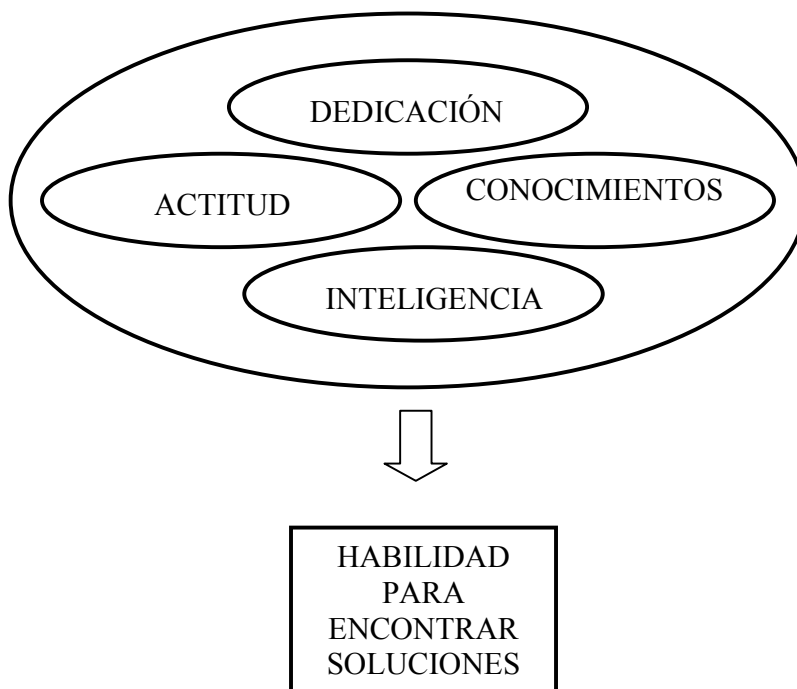 DEDICACIÓN
ACTITUD
CONOCIMIENTOS
INTELIGENCIA
HABILIDAD
PARA
ENCONTRAR
SOLUCIONES